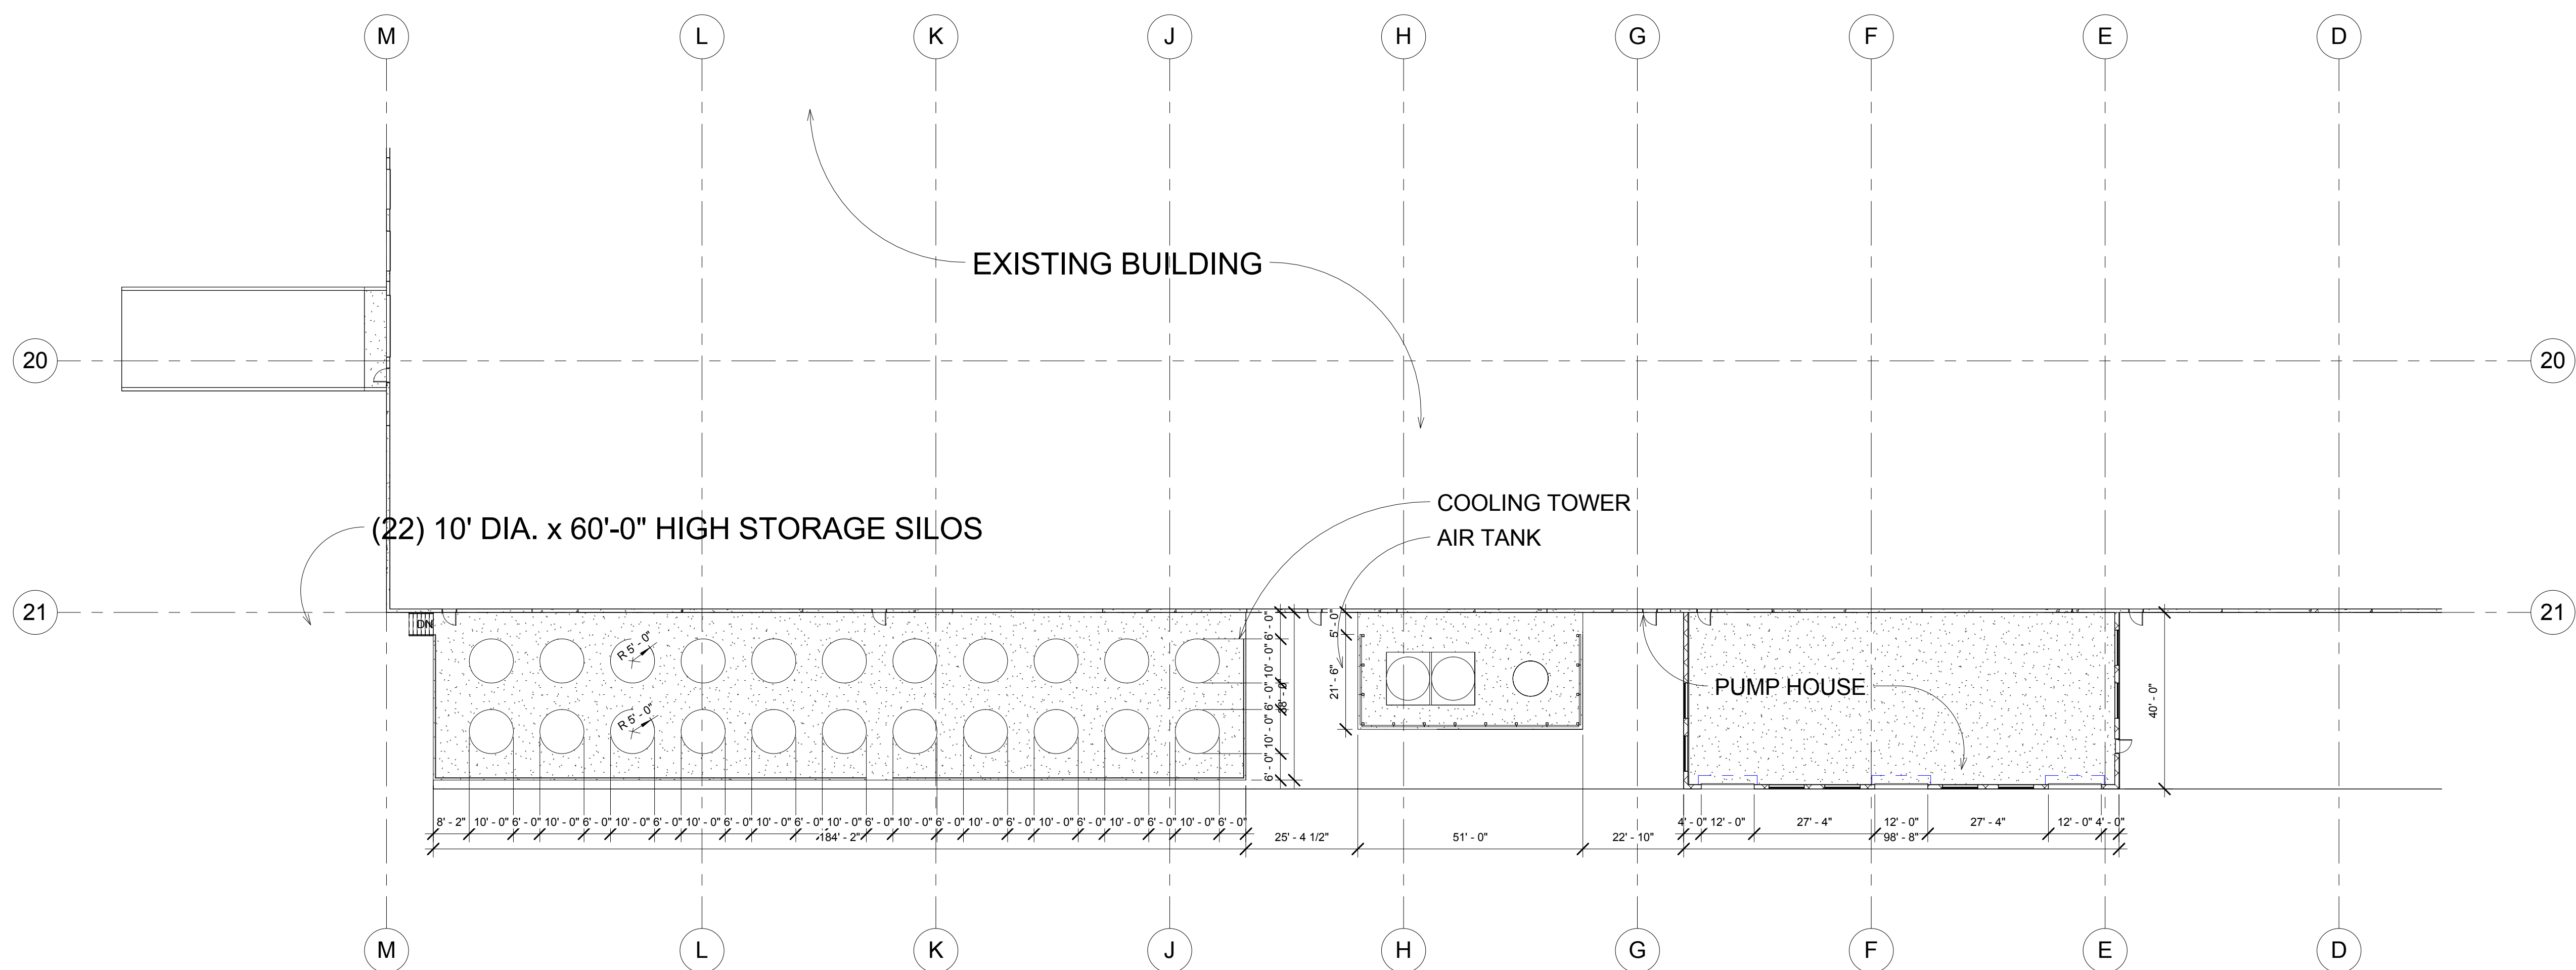 M L K J H G F E D
EXISTING BUILDING
20 20
COOLING TOWER
(22) 10' DIA. x 60'-0" HIGH STORAGE SILOS
AIR TANK
21 21
DN
R 5' - 0"
R 5' - 0"
6' - 0"
10' - 0"
6' - 0"
6' - 0"
10' - 0"
6' - 0"
38' - 0"
5' - 0"
21' - 6"
PUMP HOUSE
40' - 0"
8' - 2" 10' - 0" 6' - 0" 10' - 0" 6' - 0" 10' - 0" 6' - 0" 10' - 0" 6' - 0" 10' - 0" 6' - 0" 10' - 0" 6' - 0" 10' - 0" 6' - 0" 10' - 0" 6' - 0" 10' - 0" 6' - 0" 10' - 0" 6' - 0" 10' - 0" 6' - 0"
4' - 0" 12' - 0" 27' - 4" 12' - 0" 27' - 4" 12' - 0" 4' - 0"
184' - 2" 25' - 4 1/2" 51' - 0" 22' - 10" 98' - 8"
M L K J H G F E D